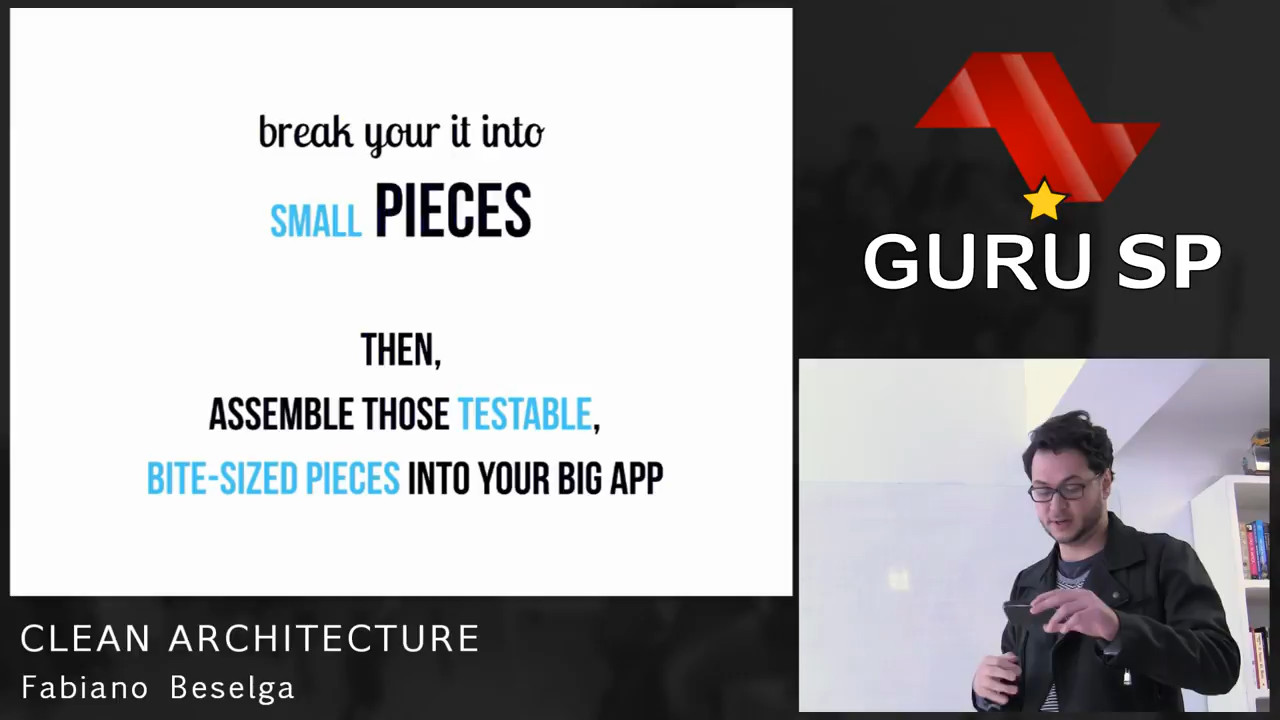 break your it into
SMALL PIECES
THEN,
ASSEMBLE THOSE TESTABLE,
BITE-SIZED PIECES INTO YOUR BIG APP
GURU SP
CLEAN ARCHITECTURE
Fabiano Beselga